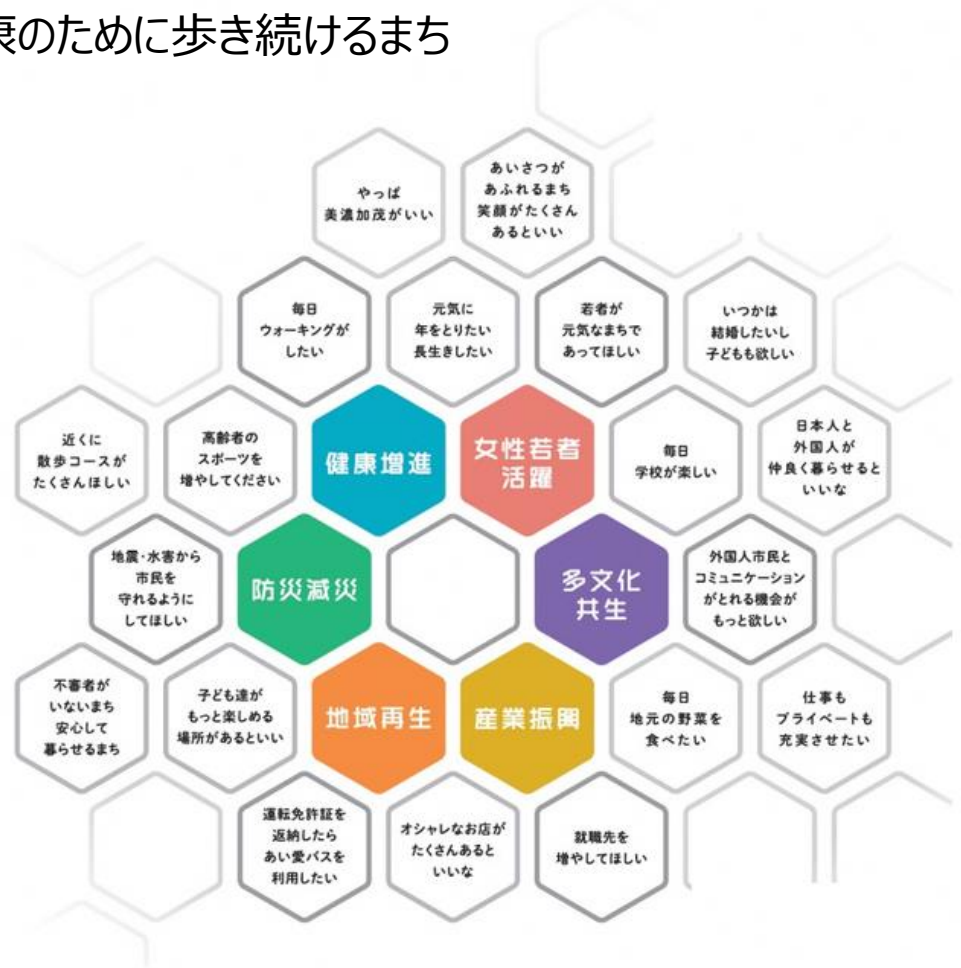 のために歩き続けるまち
やっぱ
美濃加茂がいい
あいさつが
あふれるまち
笑顔がたくさん
あるといい
毎日
ウォーキングが
したい
元気に
年をとりたい
長生きしたい
若者が
元気なまちで
あってほしい
いつかは
結婚したいし
子どもも欲しい
近くに
散歩コースが
たくさんほしい
高齢者の
スポーツを
増やしてください
健康増進
女性若者
活躍
毎日
学校が楽しい
日本人と
外国人が
仲良く暮らせると
いいな
地震・水害から
市民を
守れるように
してほしい
防災減災
多文化
共生
外国人市民と
コミュニケーション
がとれる機会が
もっと欲しい
不審者が
いないまち
安心して
暮らせるまち
子ども達が
もっと楽しめる
場所があるといい
地域再生
産業振興
毎日
地元の野菜を
食べたい
仕事も
プライベートも
充実させたい
運転免許証を
返納したら
あい愛バスを
利用したい
オシャレなお店が
たくさんあると
いいな
就職先を
増やしてほしい